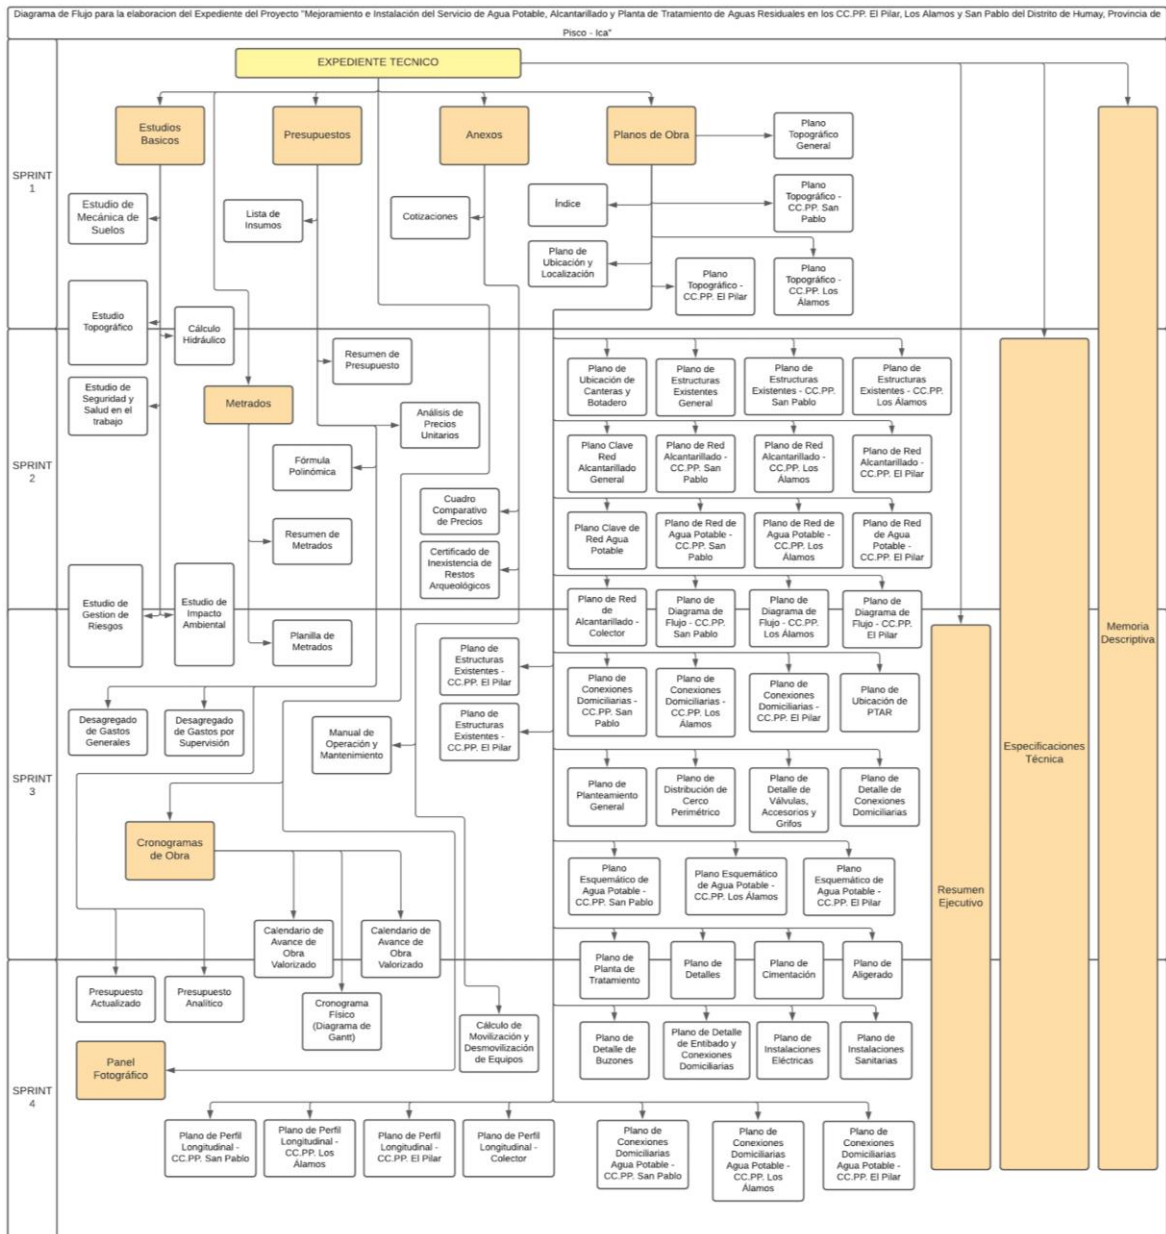 Diagrama de Flujo para la elaboracion del Expediente del Proyecto "Mejoramiento e Instalación del Servicio de Agua Potable, Alcantarillado y Planta de Tratamiento de Aguas Residuales en los CC.PP. El Pilar, Los Álamos y San Pablo del Distrito de Humay, Provincia de
Pisco - Ica"
EXPEDIENTE TECNICO
SPRINT
1
Estudios
Basicos
Presupuestos
Anexos
Planos de Obra
Plano
Topográfico
General
Estudio de
Mecánica de
Suelos
Lista de
Insumos
Cotizaciones
Índice
Plano
Topográfico -
CC.PP. San
Pablo
Plano de
Ubicación y
Localización
Plano
Topográfico -
CC.PP. El Pilar
Plano
Topográfico -
CC.PP. Los
Álamos
Estudio
Topográfico
Cálculo
Hidráulico
SPRINT
2
Resumen de
Presupuesto
Plano de
Ubicación de
Canteras y
Botadero
Plano de
Estructuras
Existentes
General
Plano de
Estructuras
Existentes - CC.PP.
San Pablo
Plano de
Estructuras
Existentes - CC.PP.
Los Álamos
Estudio de
Seguridad y
Salud en el
trabajo
Metrados
Análisis de
Precios
Unitarios
Fórmula
Polinómica
Plano Clave
Red
Alcantarillado
General
Plano de Red
Alcantarillado -
CC.PP. San
Pablo
Plano de Red
Alcantarillado -
CC.PP. Los
Álamos
Plano de Red
Alcantarillado -
CC.PP. El Pilar
Cuadro
Comparativo
de Precios
Resumen de
Metrados
Certificado de
Inexistencia de
Restos
Arqueológicos
Plano Clave de
Red Agua
Potable
Plano de Red de
Agua Potable -
CC.PP. San
Pablo
Plano de Red de
Agua Potable -
CC.PP. Los
Álamos
Plano de Red
de Agua
Potable -
CC.PP. El Pilar
Estudio de
Gestion de
Riesgos
Estudio de
Impacto
Ambiental
Planilla de
Metrados
Plano de Red
de
Alcantarillado -
Colector
Plano de
Diagrama de
Flujo - CC.PP.
San Pablo
Plano de
Diagrama de
Flujo - CC.PP.
Los Álamos
Plano de
Diagrama de
Flujo - CC.PP.
El Pilar
Memoria
Descriptiva
SPRINT
3
Plano de
Estructuras
Existentes -
CC.PP. El Pilar
Plano de
Conexiones
Domiciliarias -
CC.PP. San
Pablo
Plano de
Conexiones
Domiciliarias -
CC.PP. Los
Álamos
Plano de
Conexiones
Domiciliarias -
CC.PP. El Pilar
Plano de
Ubicación de
PTAR
Desagregado
de Gastos
Generales
Desagregado
de Gastos por
Supervisión
Manual de
Operación y
Mantenimiento
Plano de
Estructuras
Existentes -
CC.PP. El Pilar
Especificaciones
Técnica
Plano de
Planteamiento
General
Plano de
Distribución de
Cerco
Perimétrico
Plano de
Detalle de
Válvulas,
Accesorios y
Grifos
Plano de
Detalle de
Conexiones
Domiciliarias
Cronogramas
de Obra
Plano
Esquemático de
Agua Potable -
CC.PP. San Pablo
Plano Esquemático
de Agua Potable -
CC.PP. Los Álamos
Plano
Esquemático de
Agua Potable -
CC.PP. El Pilar
Resumen
Ejecutivo
Calendario de
Avance de
Obra
Valorizado
Calendario de
Avance de
Obra
Valorizado
Plano de
Planta de
Tratamiento
Plano de
Detalles
Plano de
Cimentación
Plano de
Aligerado
SPRINT
4
Presupuesto
Actualizado
Presupuesto
Analítico
Cronograma
Físico
(Diagrama de
Gantt)
Cálculo de
Movilización y
Desmovilización
de Equipos
Plano de
Detalle de
Buzones
Plano de Detalle
de Entibado y
Conexiones
Domiciliarias
Plano de
Instalaciones
Eléctricas
Plano de
Instalaciones
Sanitarias
Panel
Fotográfico
Plano de Perfil
Longitudinal -
CC.PP. San Pablo
Plano de Perfil
Longitudinal -
CC.PP. Los
Álamos
Plano de Perfil
Longitudinal -
CC.PP. El Pilar
Plano de Perfil
Longitudinal -
Colector
Plano de
Conexiones
Domiciliarias
Agua Potable -
CC.PP. San Pablo
Plano de
Conexiones
Domiciliarias
Agua Potable -
CC.PP. Los
Álamos
Plano de
Conexiones
Domiciliarias
Agua Potable -
CC.PP. El Pilar